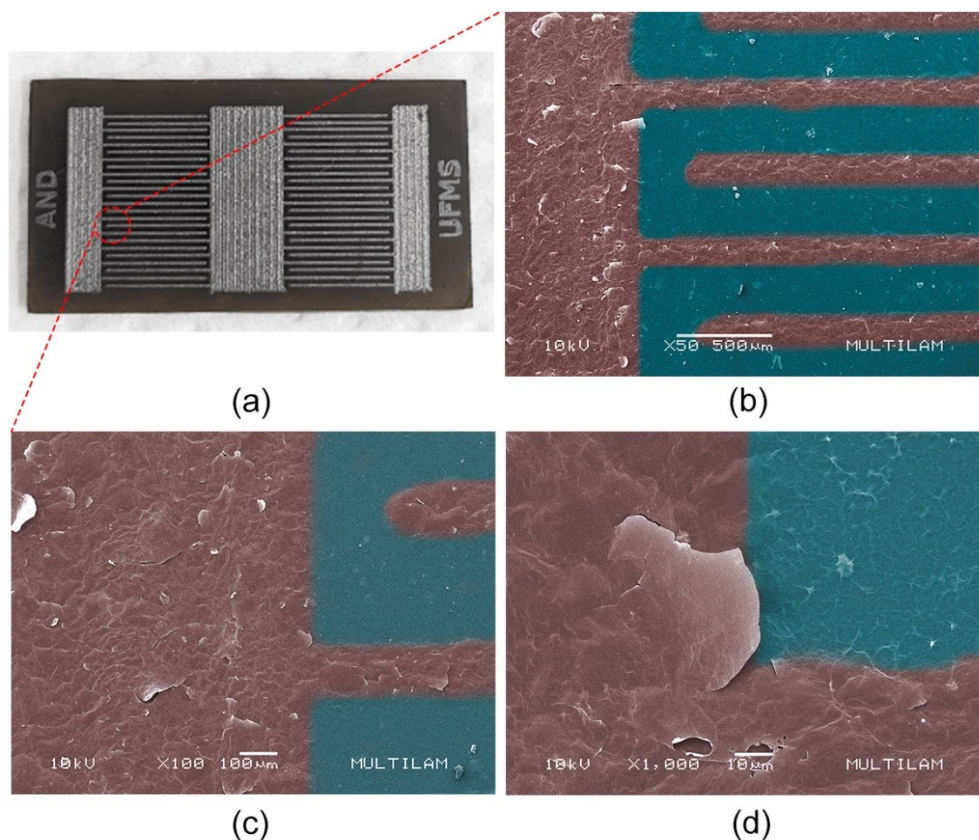 AND
UFMS
(a)
10kV X50 500µm MULTILAM
(b)
10kV X100 100µm MULTILAM
(c)
10kV X1,000 10µm MULTILAM
(d)